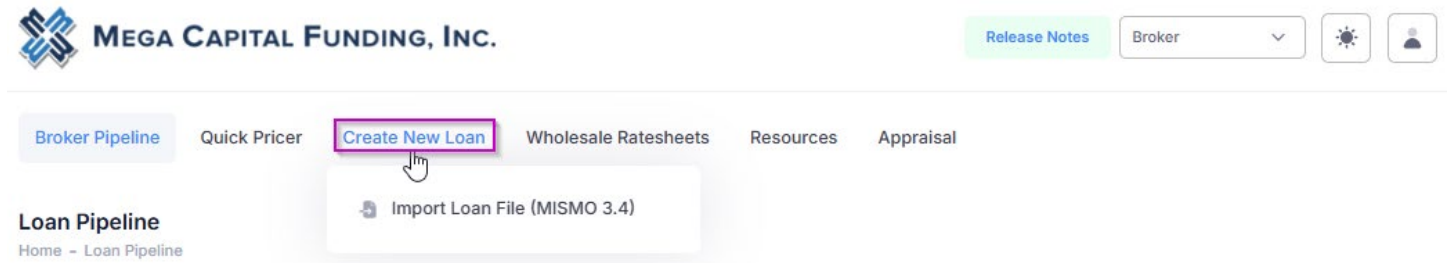 MEGA CAPITAL FUNDING, INC.
Release Notes
Broker
Broker Pipeline
Quick Pricer
Create New Loan
Wholesale Ratesheets
Resources
Appraisal
Import Loan File (MISMO 3.4)
Loan Pipeline
Home - Loan Pipeline